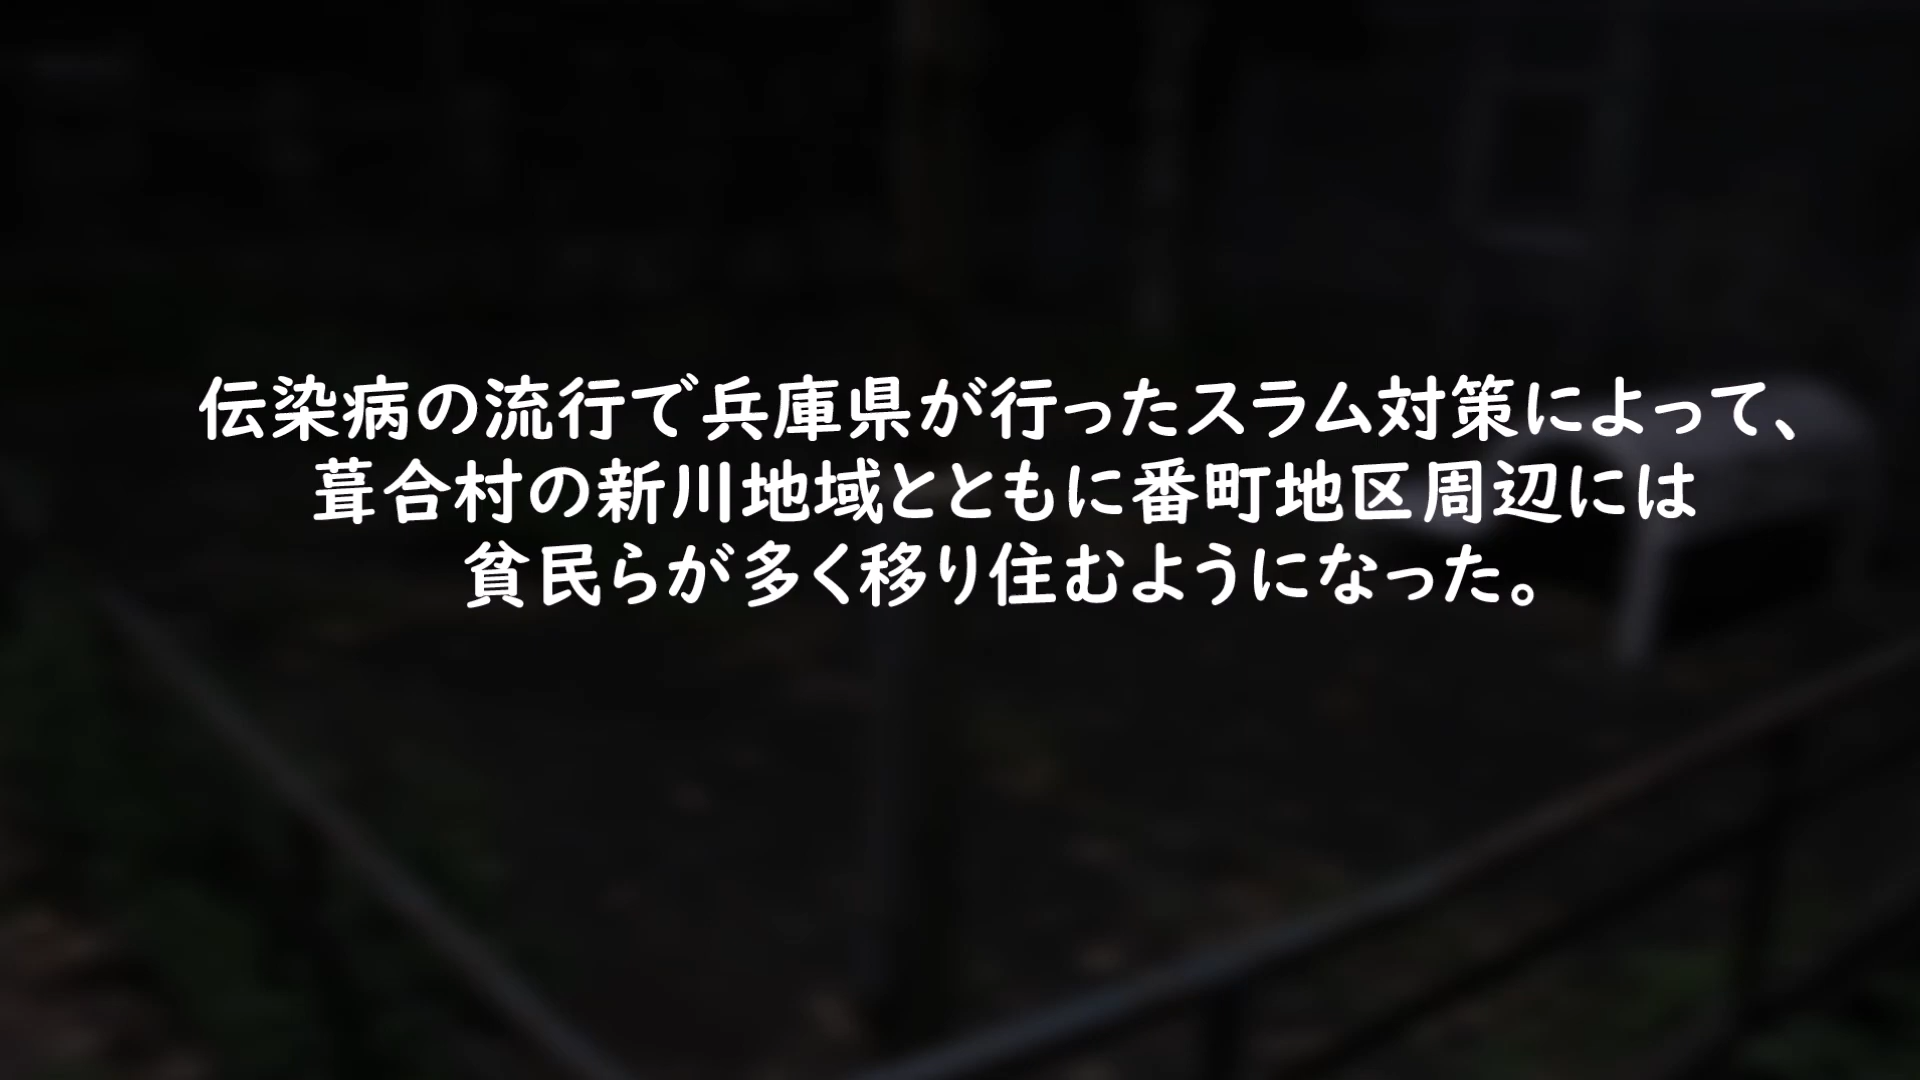 伝染病の流行で兵庫県が行ったスラム対策によって、
葺合村の新川地域とともに番町地区周辺には
貧民らが多く移り住むようになった。